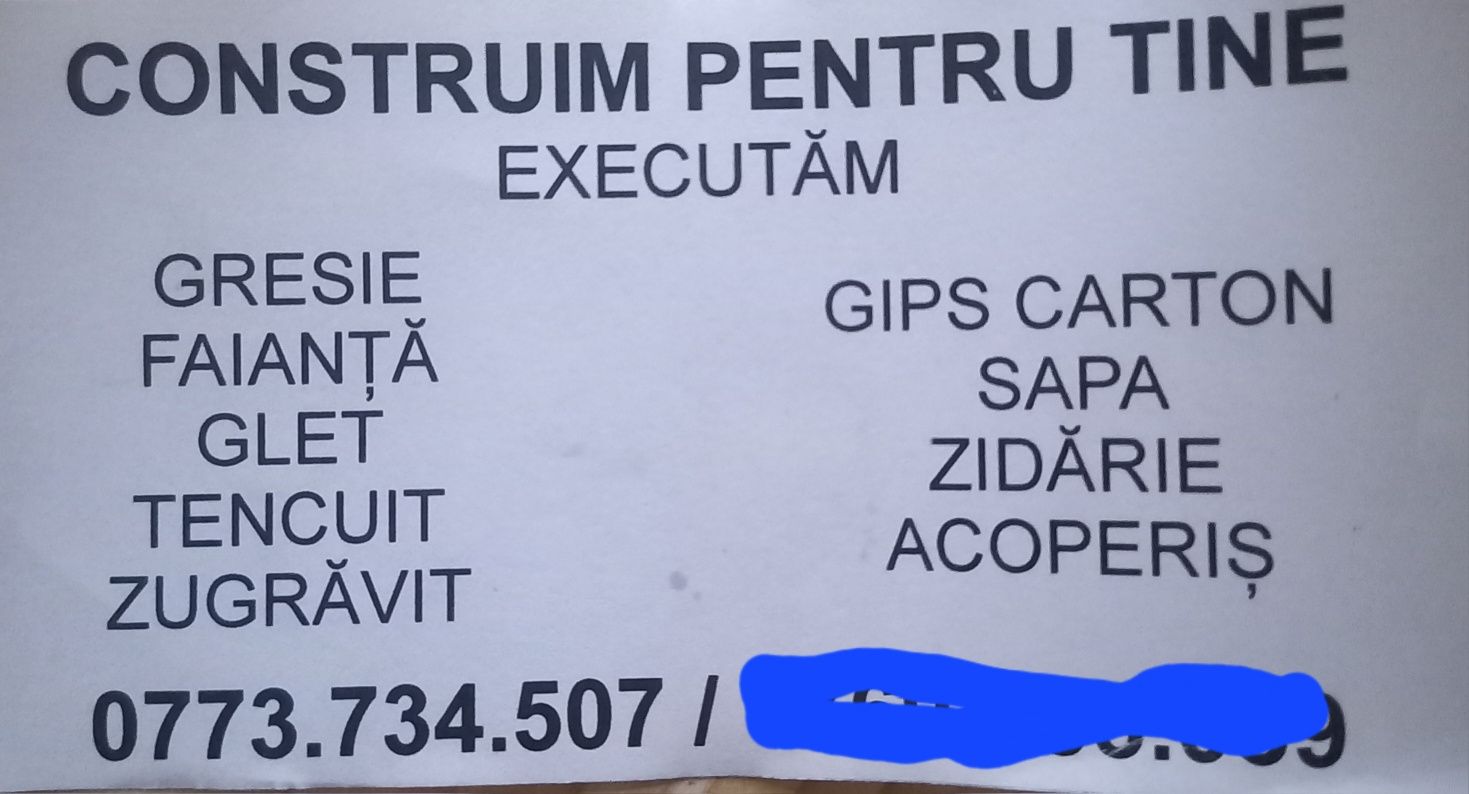 CONSTRUIM PENTRU TINE
EXECUTĂM
GRESIE
FAIANȚĂ
GLET
TENCUIT
ZUGRĂVIT
GIPS CARTON
SAPA
ZIDĂRIE
ACOPERIȘ
0773.734.507 /